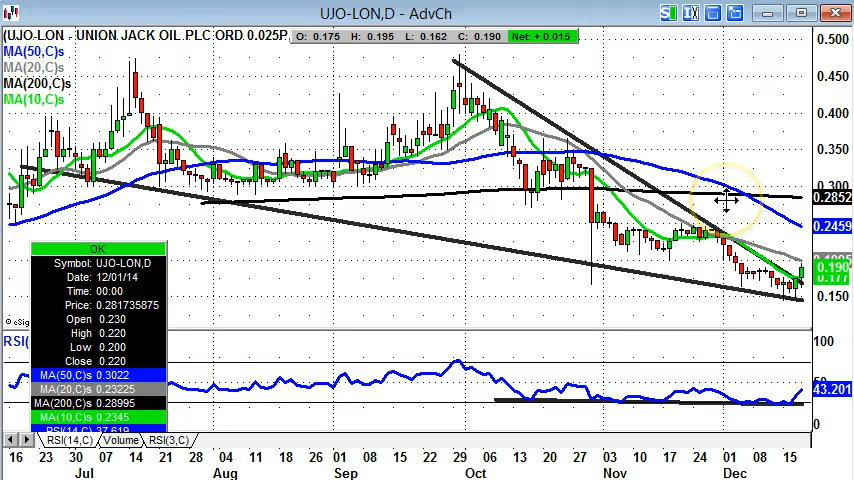 UJO-LON,D - AdvCh
(UJO-LON - UNION JACK OIL PLC ORD 0.025P,
O: 0.175 H: 0.195 L: 0.162 C: 0.190 Net: + 0.015
MA(50,C)s
MA(20,C)s
MA(200,C)s
MA(10,C)s
0.500
0.450
0.400
0.350
0.300
0.2852
0.2459
0.190
0.177
0.150
OK
Symbol: UJO-LON,D
Date: 12/01/14
Time: 00:00
Price: 0.281735875
Open 0.230
High 0.220
Low 0.200
Close 0.220
MA(50,C)s 0.3022
MA(20,C)s 0.23225
MA(200,C)s 0.28995
MA(10,C)s 0.2345
RSI(14,C) 37.619
100
43.201
0
RSI(14,C) Volume RSI(3,C)
16 23 30 07 14 21 28 04 11 18 26 01 08 15 22 29 06 13 20 27 03 10 17 24 01 08 15
Jul Aug Sep Oct Nov Dec